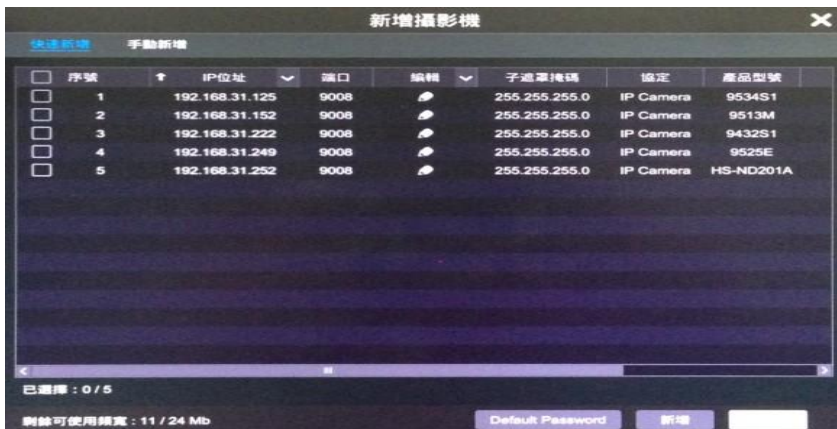 新增攝影機
快速新增 手動新增
序號 IP位址 端口 編輯 子遮罩掩碼 協定 產品型號
1 192.168.31.125 9008 255.255.255.0 IP Camera 9534S1
2 192.168.31.152 9008 255.255.255.0 IP Camera 9513M
3 192.168.31.222 9008 255.255.255.0 IP Camera 9432S1
4 192.168.31.249 9008 255.255.255.0 IP Camera 9525E
5 192.168.31.252 9008 255.255.255.0 IP Camera HS-ND201A
已選擇：0 / 5
剩餘可使用頻寬：11 / 24 Mb
Default Password 新增